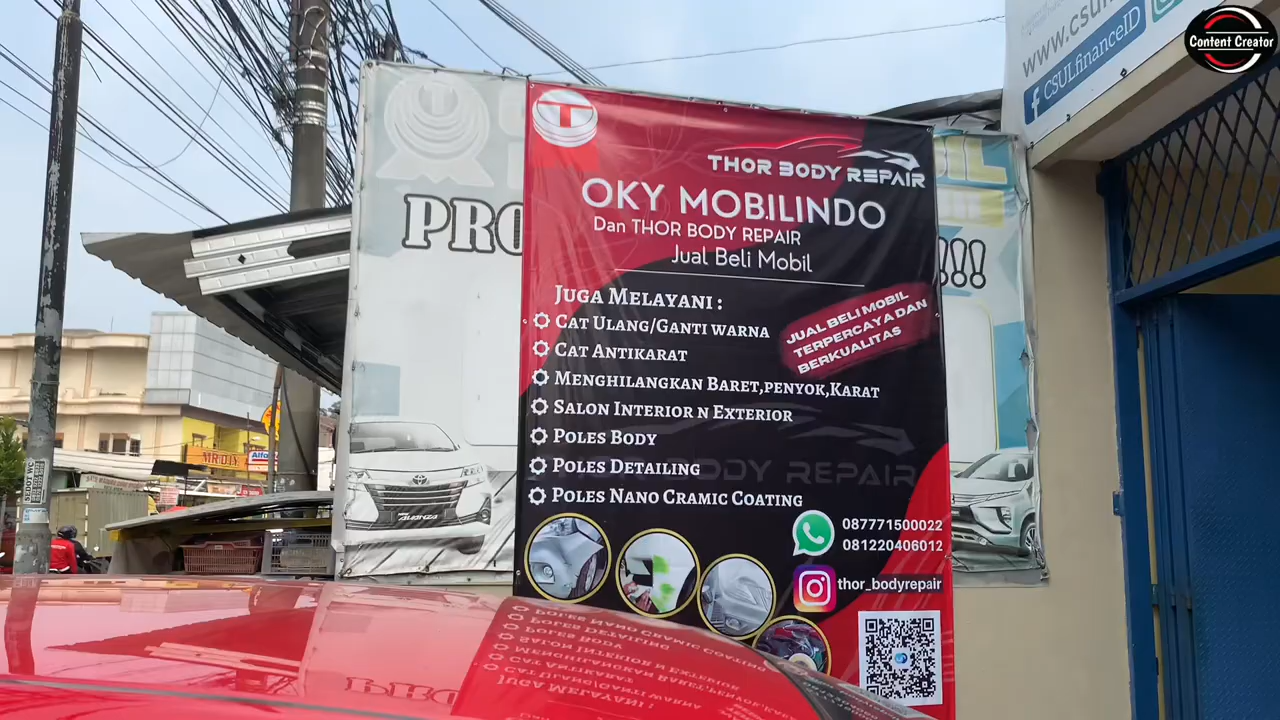 Content Creator
www.csul
CSULfinanceID
T
THOR BODY REPAIR
OKY MOBILINDO
Dan THOR BODY REPAIR
Jual Beli Mobil
PRO
!!!
JUGA MELAYANI :
CAT ULANG/GANTI WARNA
CAT ANTIKARAT
MENGHILANGKAN BARET,PENYOK,KARAT
SALON INTERIOR N EXTERIOR
POLES BODY
POLES DETAILING
POLES NANO CRAMIC COATING
JUAL BELI MOBIL
TERPERCAYA DAN
BERKUALITAS
THOR BODY REPAIR
087771500022
081220406012
thor_bodyrepair
AVANZA
MR.DIY
Alfa